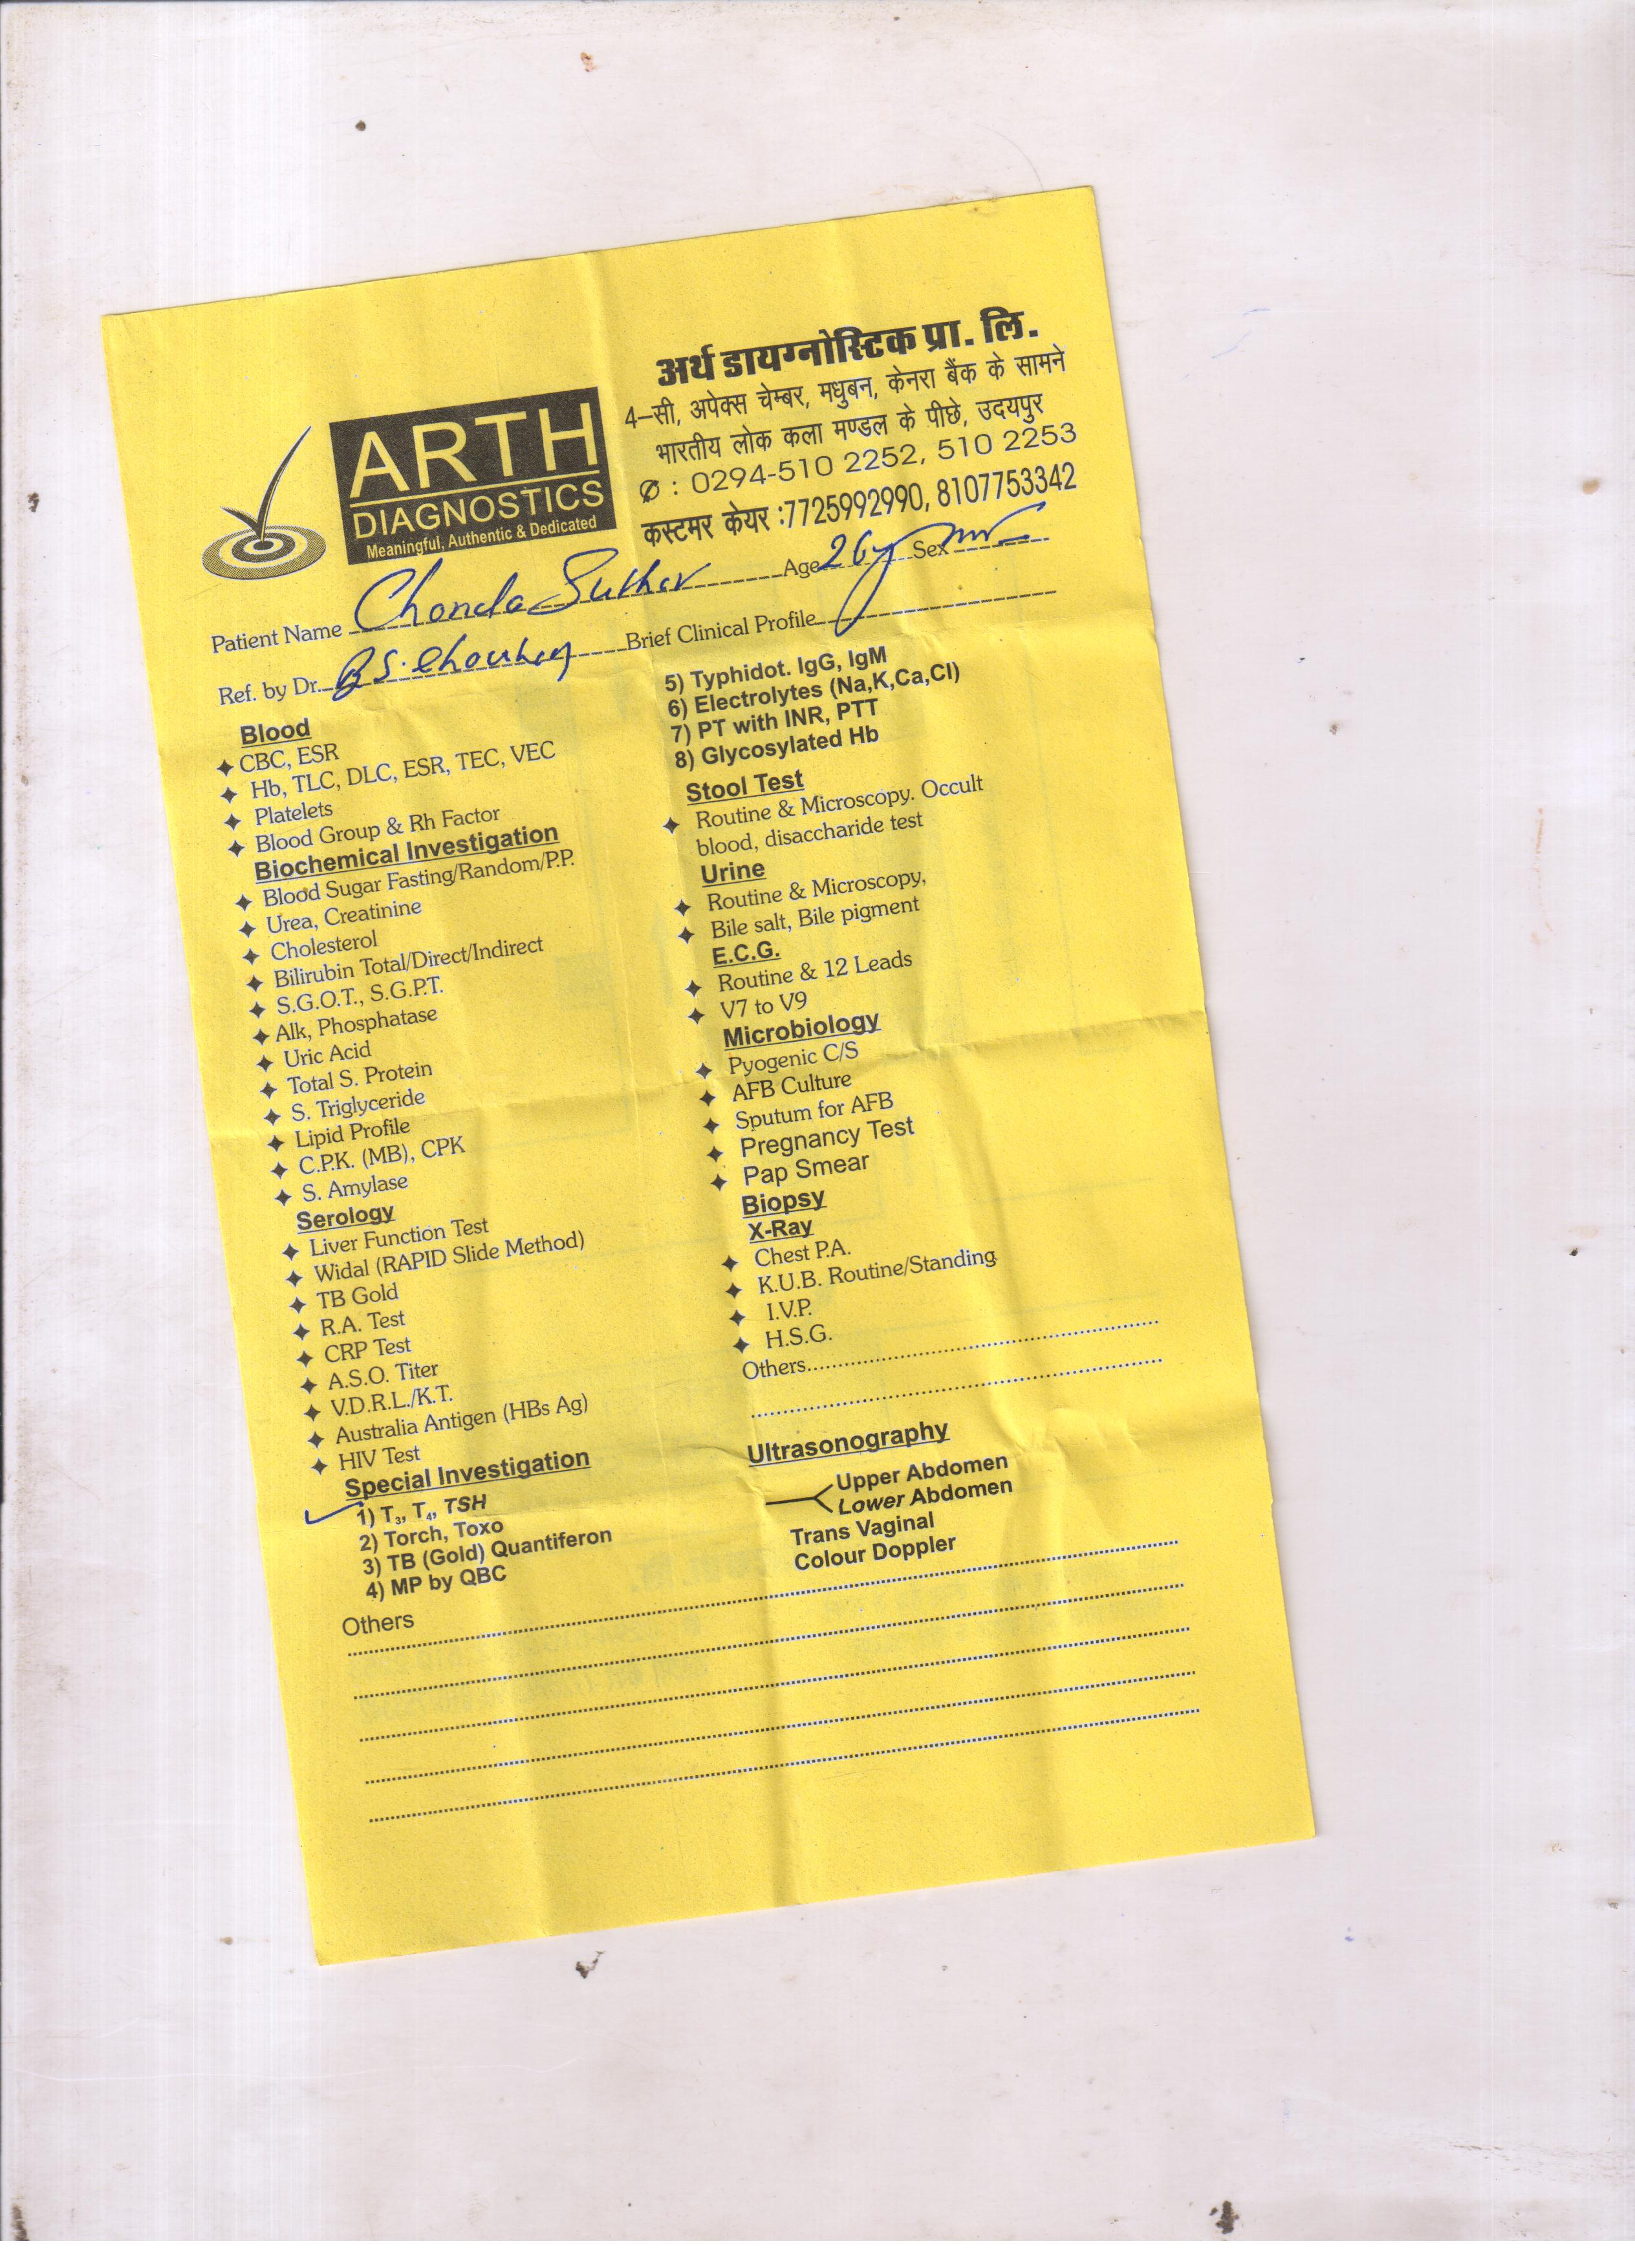 अर्थ डायग्नोस्टिक प्रा. लि.
4–सी, अपेक्स चेम्बर, मधुबन, केनरा बैंक के सामने
भारतीय लोक कला मण्डल के पीछे, उदयपुर
: 0294-510 2252, 510 2253
कस्टमर केयर :7725992990, 8107753342
ARTH
DIAGNOSTICS
Meaningful, Authentic & Dedicated
Patient Name Chanda Suthar Age 26y Sex
Ref. by Dr. Brief Clinical Profile
Blood
CBC, ESR
Hb, TLC, DLC, ESR, TEC, VEC
Platelets
Blood Group & Rh Factor
Biochemical Investigation
Blood Sugar Fasting/Random/P.P.
Urea, Creatinine
Cholesterol
Bilirubin Total/Direct/Indirect
S.G.O.T., S.G.P.T.
Alk, Phosphatase
Uric Acid
Total S. Protein
S. Triglyceride
Lipid Profile
C.P.K. (MB), CPK
S. Amylase
Serology
Liver Function Test
Widal (RAPID Slide Method)
TB Gold
R.A. Test
CRP Test
A.S.O. Titer
V.D.R.L./K.T.
Australia Antigen (HBs Ag)
HIV Test
Special Investigation
1) T3, T4, TSH
2) Torch, Toxo
3) TB (Gold) Quantiferon
4) MP by QBC
5) Typhidot. IgG, IgM
6) Electrolytes (Na,K,Ca,Cl)
7) PT with INR, PTT
8) Glycosylated Hb
Stool Test
Routine & Microscopy. Occult
blood, disaccharide test
Urine
Routine & Microscopy,
Bile salt, Bile pigment
E.C.G.
Routine & 12 Leads
V7 to V9
Microbiology
Pyogenic C/S
AFB Culture
Sputum for AFB
Pregnancy Test
Pap Smear
Biopsy
X-Ray
Chest P.A.
K.U.B. Routine/Standing
I.V.P.
H.S.G.
Others
Ultrasonography
Upper Abdomen
Lower Abdomen
Trans Vaginal
Colour Doppler
Others